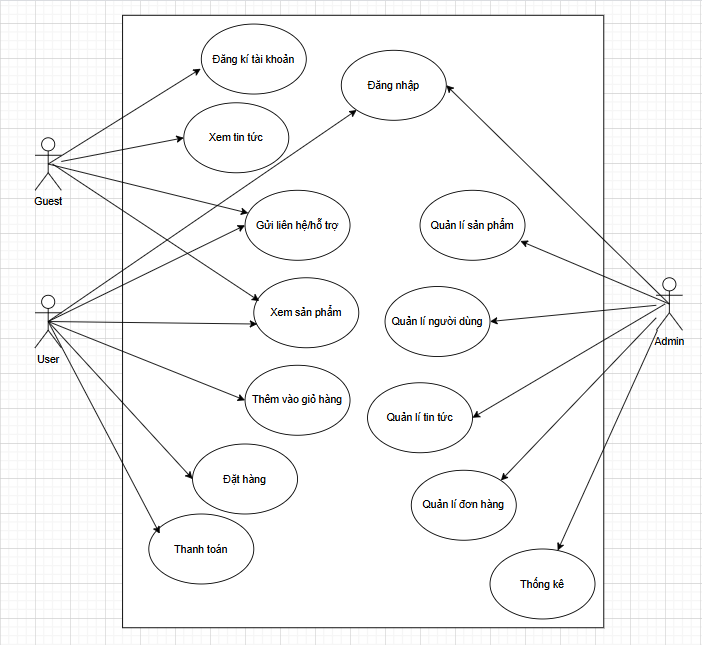 Đăng kí tài khoản
Đăng nhập
Xem tin tức
Guest
Gửi liên hệ/hỗ trợ
Quản lí sản phẩm
Xem sản phẩm
Quản lí người dùng
Admin
User
Thêm vào giỏ hàng
Quản lí tin tức
Đặt hàng
Quản lí đơn hàng
Thanh toán
Thống kê